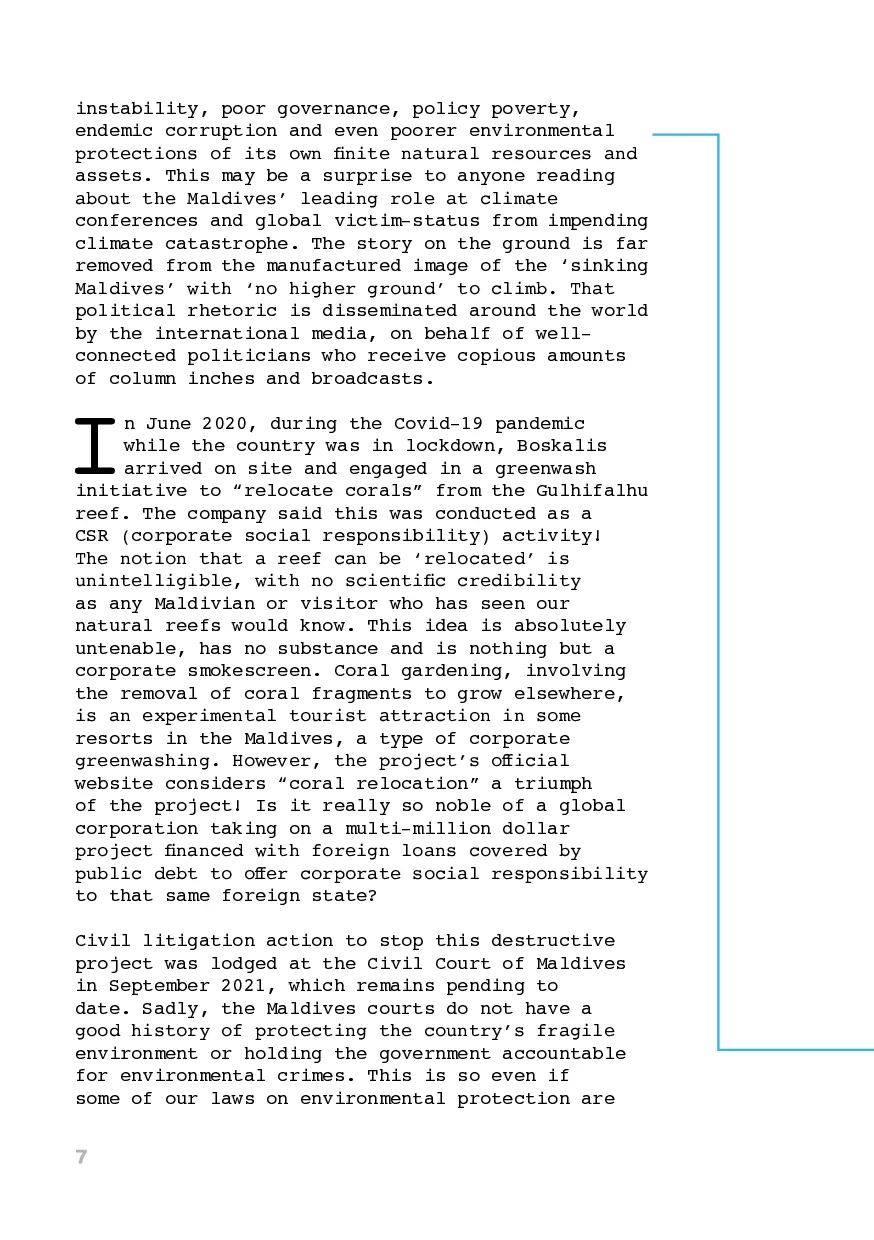 instability, poor governance, policy poverty,
endemic corruption and even poorer environmental
protections of its own finite natural resources and
assets. This may be a surprise to anyone reading
about the Maldives’ leading role at climate
conferences and global victim-status from impending
climate catastrophe. The story on the ground is far
removed from the manufactured image of the ‘sinking
Maldives’ with ‘no higher ground’ to climb. That
political rhetoric is disseminated around the world
by the international media, on behalf of well-
connected politicians who receive copious amounts
of column inches and broadcasts.
In June 2020, during the Covid-19 pandemic
while the country was in lockdown, Boskalis
arrived on site and engaged in a greenwash
initiative to “relocate corals” from the Gulhifalhu
reef. The company said this was conducted as a
CSR (corporate social responsibility) activity!
The notion that a reef can be ‘relocated’ is
unintelligible, with no scientific credibility
as any Maldivian or visitor who has seen our
natural reefs would know. This idea is absolutely
untenable, has no substance and is nothing but a
corporate smokescreen. Coral gardening, involving
the removal of coral fragments to grow elsewhere,
is an experimental tourist attraction in some
resorts in the Maldives, a type of corporate
greenwashing. However, the project’s official
website considers “coral relocation” a triumph
of the project! Is it really so noble of a global
corporation taking on a multi-million dollar
project financed with foreign loans covered by
public debt to offer corporate social responsibility
to that same foreign state?
Civil litigation action to stop this destructive
project was lodged at the Civil Court of Maldives
in September 2021, which remains pending to
date. Sadly, the Maldives courts do not have a
good history of protecting the country’s fragile
environment or holding the government accountable
for environmental crimes. This is so even if
some of our laws on environmental protection are
7